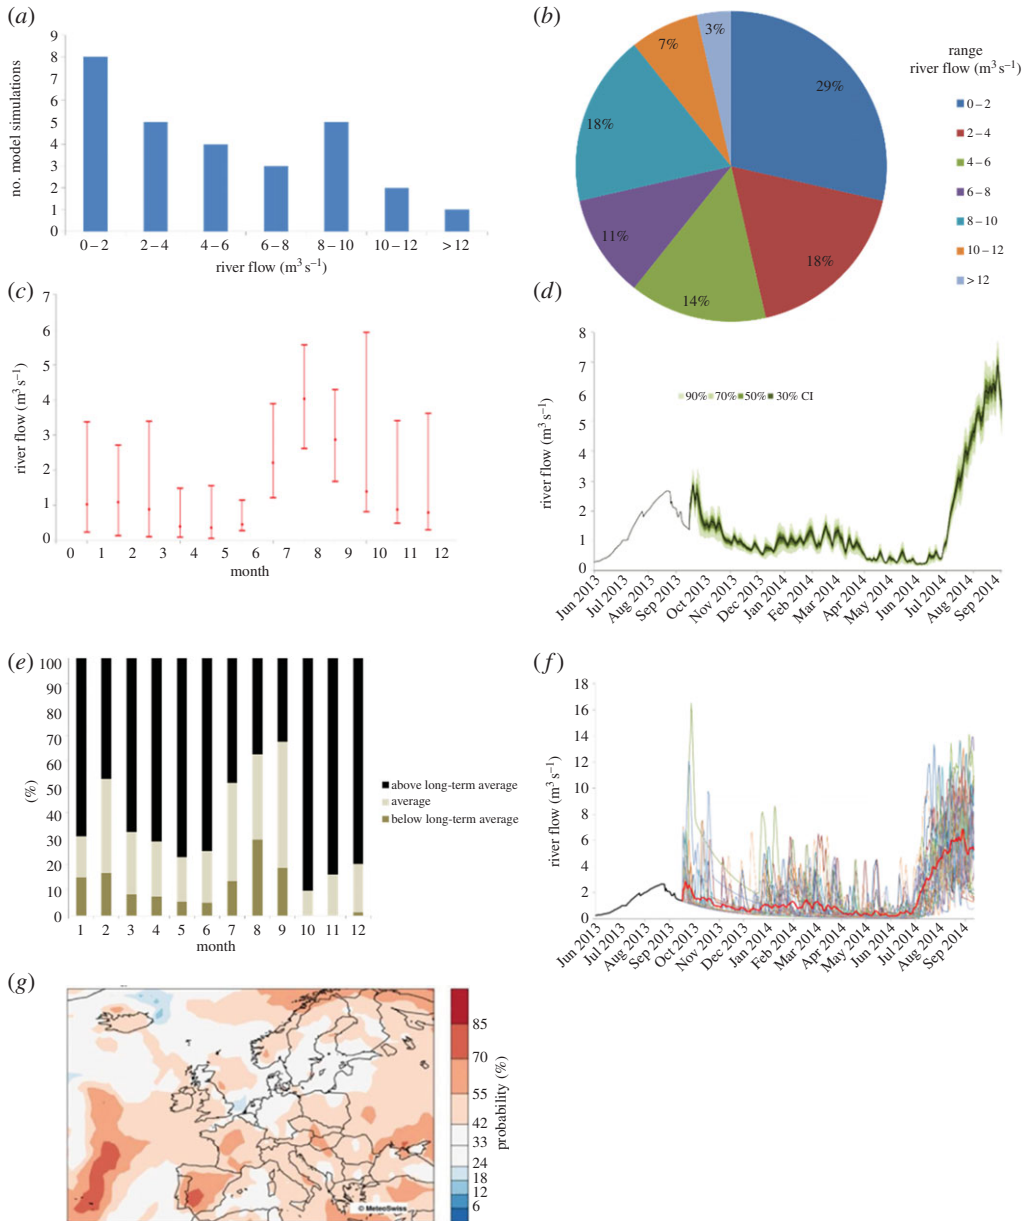 (a)
9
8
7
6
5
4
3
2
1
0
no. model simulations
0–2 2–4 4–6 6–8 8–10 10–12 >12
river flow (m³ s⁻¹)
(b)
3%
7%
29%
18%
11%
14%
18%
range
river flow (m³ s⁻¹)
0–2
2–4
4–6
6–8
8–10
10–12
>12
(c)
7
6
5
4
3
2
1
0
river flow (m³ s⁻¹)
0 1 2 3 4 5 6 7 8 9 10 11 12
month
(d)
8
7
6
5
4
3
2
1
0
river flow (m³ s⁻¹)
90% 70% 50% 30% CI
Jun 2013 Jul 2013 Aug 2013 Sep 2013 Oct 2013 Nov 2013 Dec 2013 Jan 2014 Feb 2014 Mar 2014 Apr 2014 May 2014 Jun 2014 Jul 2014 Aug 2014 Sep 2014
(e)
100
90
80
70
60
50
40
30
20
10
0
(%)
1 2 3 4 5 6 7 8 9 10 11 12
month
above long-term average
average
below long-term average
(f)
18
16
14
12
10
8
6
4
2
0
river flow (m³ s⁻¹)
Jun 2013 Jul 2013 Aug 2013 Sep 2013 Oct 2013 Nov 2013 Dec 2013 Jan 2014 Feb 2014 Mar 2014 Apr 2014 May 2014 Jun 2014 Jul 2014 Aug 2014 Sep 2014
(g)
85
70
55
42
33
24
18
12
6
probability (%)
© MeteoSwiss